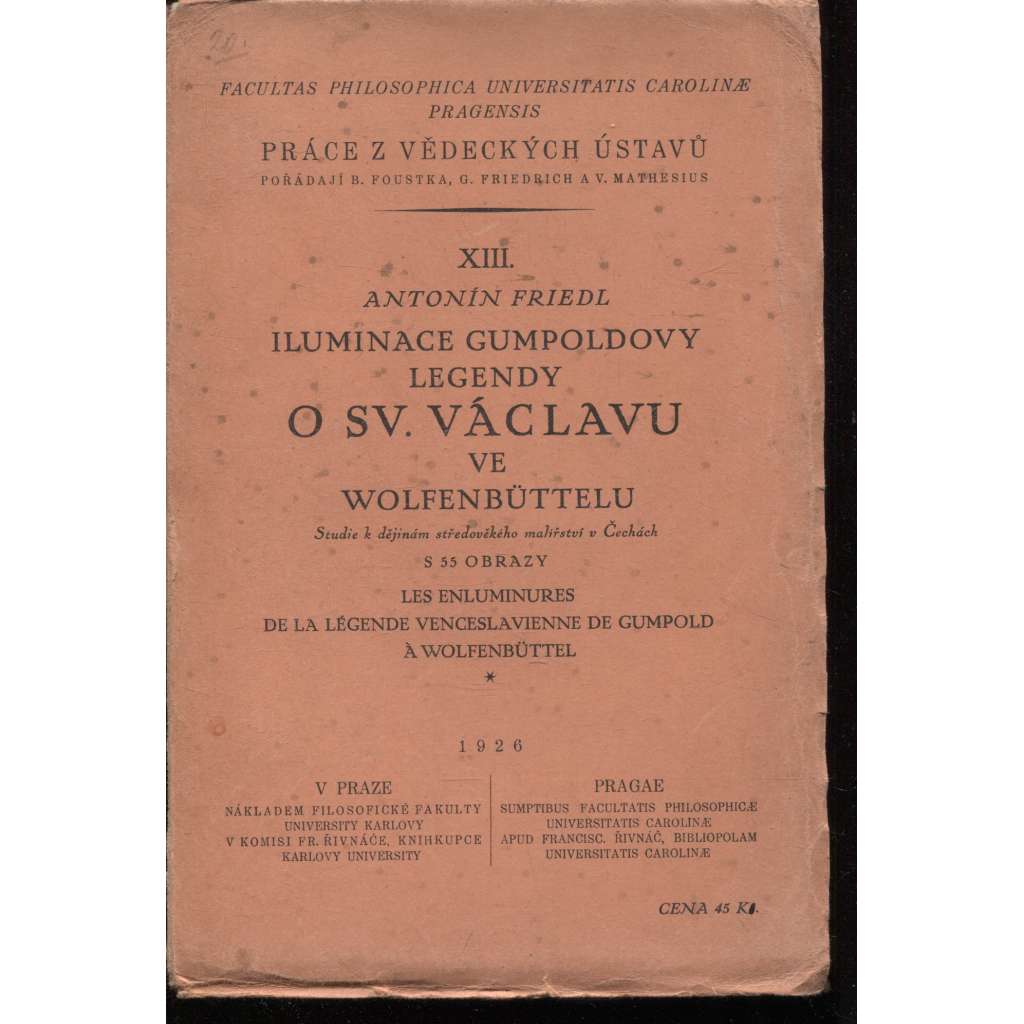 20.
FACULTAS PHILOSOPHICA UNIVERSITATIS CAROLINÆ
PRAGENSIS
PRÁCE Z VĚDECKÝCH ÚSTAVŮ
POŘÁDAJÍ B. FOUSTKA, G. FRIEDRICH A V. MATHESIUS
XIII.
ANTONÍN FRIEDL
ILUMINACE GUMPOLDOVY
LEGENDY
O SV. VÁCLAVU
VE
WOLFENBÜTTELU
Studie k dějinám středověkého malířství v Čechách
S 55 OBRAZY
LES ENLUMINURES
DE LA LÉGENDE VENCESLAVIENNE DE GUMPOLD
À WOLFENBÜTTEL
*
1926
V PRAZE
NÁKLADEM FILOSOFICKÉ FAKULTY
UNIVERSITY KARLOVY
V KOMISI FR. ŘIVNÁČE, KNIHKUPCE
KARLOVY UNIVERSITY
PRAGAE
SUMPTIBUS FACULTATIS PHILOSOPHICÆ
UNIVERSITATIS CAROLINÆ
APUD FRANCISC. ŘIVNÁČ, BIBLIOPOLAM
UNIVERSITATIS CAROLINÆ
CENA 45 Kč.